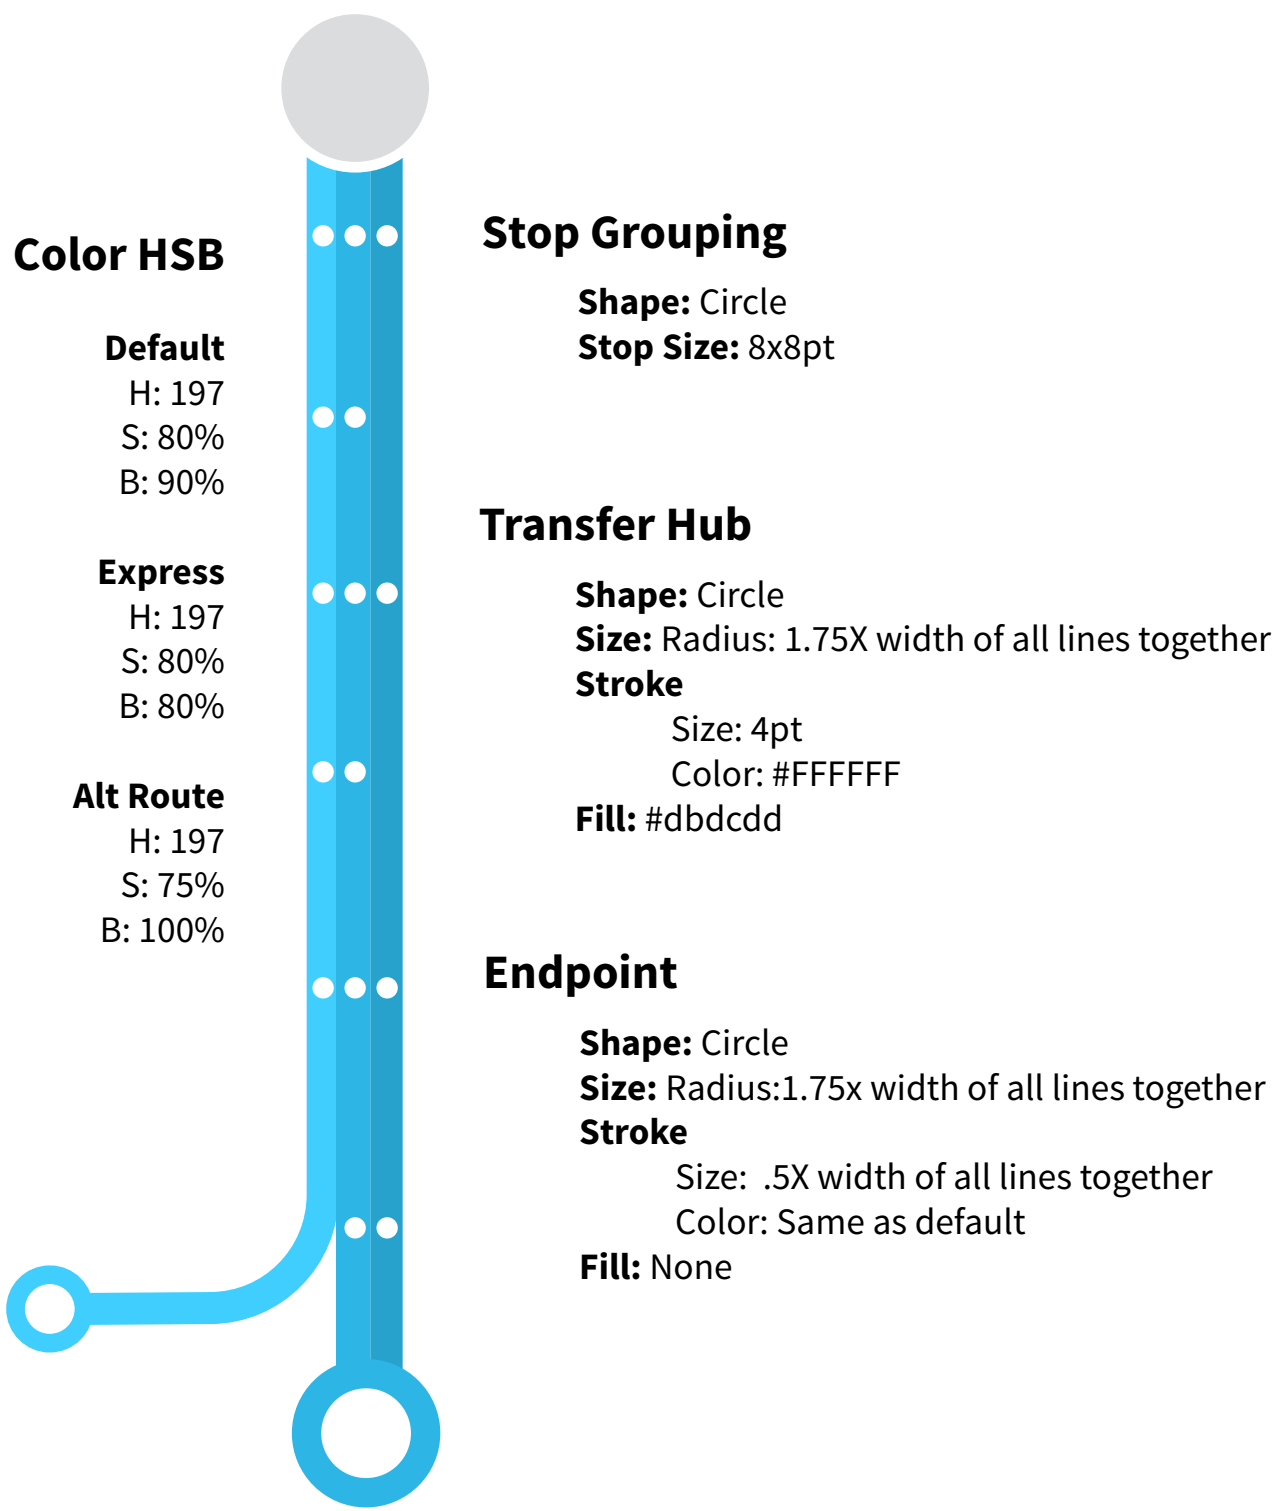 Color HSB
Default
H: 197
S: 80%
B: 90%
Express
H: 197
S: 80%
B: 80%
Alt Route
H: 197
S: 75%
B: 100%
Stop Grouping
Shape: Circle
Stop Size: 8x8pt
Transfer Hub
Shape: Circle
Size: Radius: 1.75X width of all lines together
Stroke
Size: 4pt
Color: #FFFFFF
Fill: #dbdcdd
Endpoint
Shape: Circle
Size: Radius:1.75x width of all lines together
Stroke
Size:  .5X width of all lines together
Color: Same as default
Fill: None